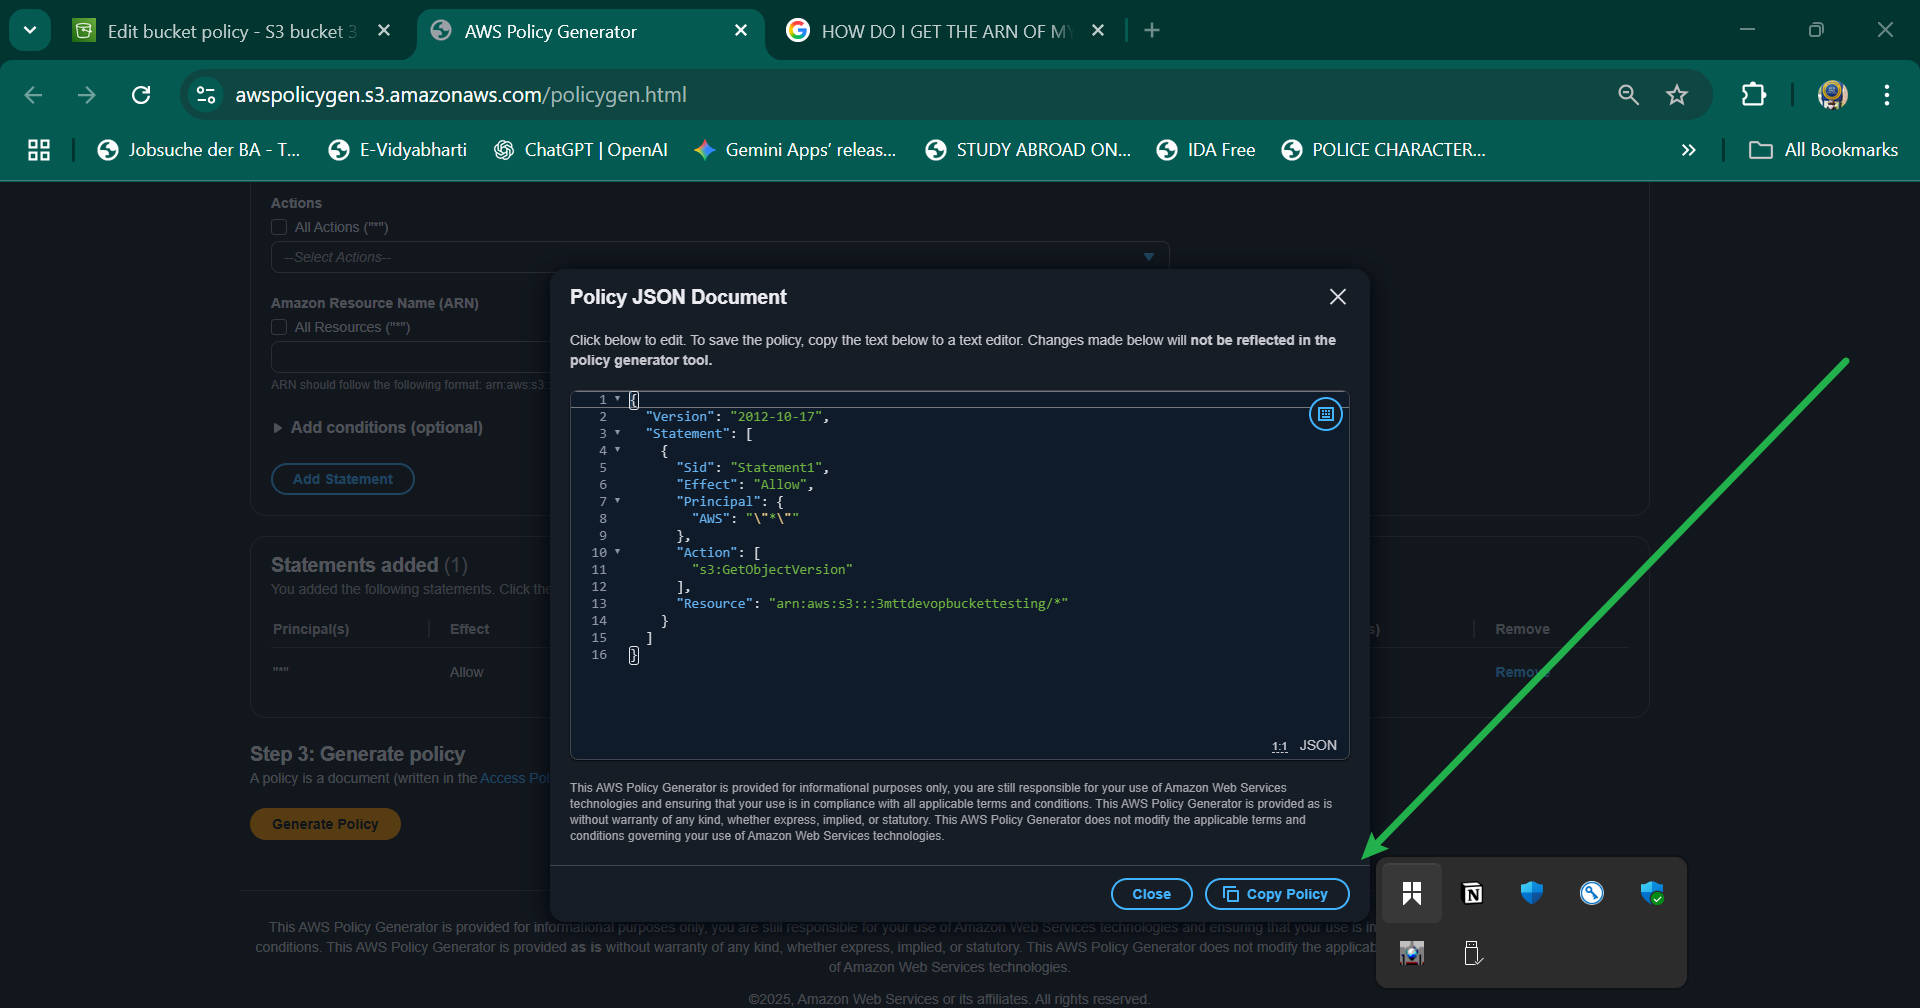 Edit bucket policy - S3 bucket 3
AWS Policy Generator
HOW DO I GET THE ARN OF MY
awspolicygen.s3.amazonaws.com/policygen.html
Jobsuche der BA - T...
E-Vidyabharti
ChatGPT | OpenAI
Gemini Apps' releas...
STUDY ABROAD ON...
IDA Free
POLICE CHARACTER...
All Bookmarks
Actions
All Actions ("*")
--Select Actions--
Amazon Resource Name (ARN)
All Resources ("*")
ARN should follow the following format: arn:aws:s3
Add conditions (optional)
Add Statement
Statements added (1)
You added the following statements. Click the
Principal(s)
Effect
s)
Remove
"*"
Allow
Remove
Step 3: Generate policy
A policy is a document (written in the Access Pol
Generate Policy
Policy JSON Document
Click below to edit. To save the policy, copy the text below to a text editor. Changes made below will not be reflected in the
policy generator tool.
1 {
2 "Version": "2012-10-17",
3 "Statement": [
4 {
5 "Sid": "Statement1",
6 "Effect": "Allow",
7 "Principal": {
8 "AWS": "\"*\""
9 },
10 "Action": [
11 "s3:GetObjectVersion"
12 ],
13 "Resource": "arn:aws:s3:::3mttdevopbuckettesting/*"
14 }
15 ]
16 }
1:1 JSON
This AWS Policy Generator is provided for informational purposes only, you are still responsible for your use of Amazon Web Services
technologies and ensuring that your use is in compliance with all applicable terms and conditions. This AWS Policy Generator is provided as is
without warranty of any kind, whether express, implied, or statutory. This AWS Policy Generator does not modify the applicable terms and
conditions governing your use of Amazon Web Services technologies.
Close
Copy Policy
This AWS Policy Generator is provided for informational purposes only, you are still responsible for your use of Amazon Web Services technologies and ensuring that your use is in
conditions. This AWS Policy Generator is provided as is without warranty of any kind, whether express, implied, or statutory. This AWS Policy Generator does not modify the applicab
of Amazon Web Services technologies.
©2025, Amazon Web Services or its affiliates. All rights reserved.